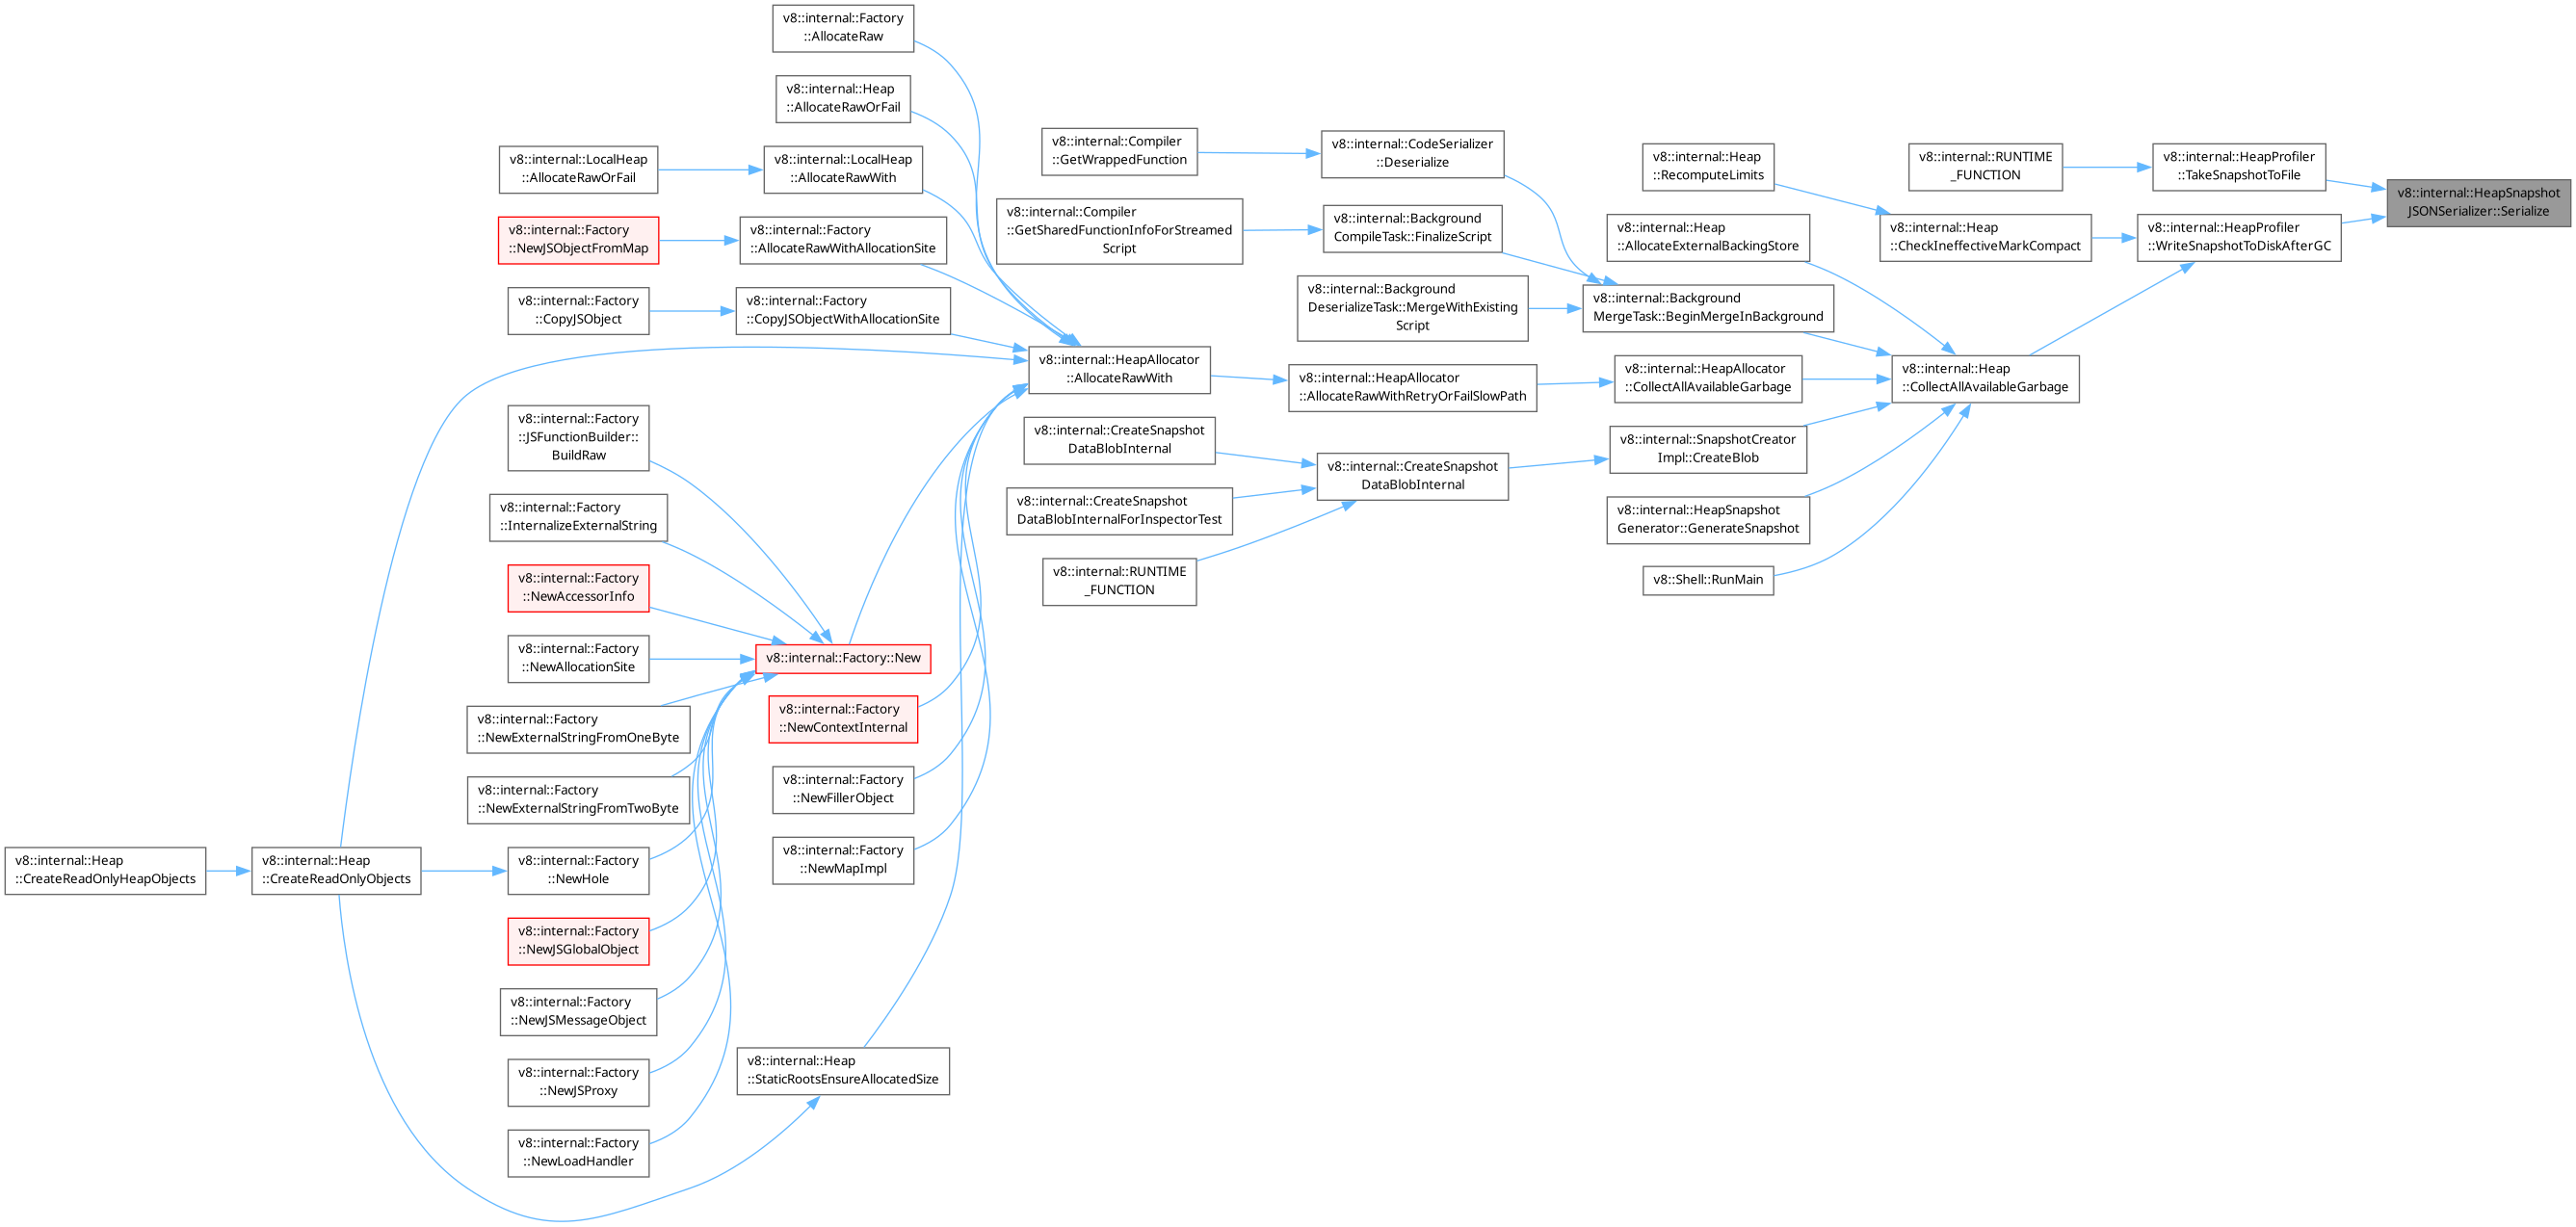 v8::internal::Factory
::AllocateRaw
v8::internal::Heap
::AllocateRawOrFail
v8::internal::LocalHeap
::AllocateRawOrFail
v8::internal::LocalHeap
::AllocateRawWith
v8::internal::Factory
::NewJSObjectFromMap
v8::internal::Factory
::AllocateRawWithAllocationSite
v8::internal::Factory
::CopyJSObject
v8::internal::Factory
::CopyJSObjectWithAllocationSite
v8::internal::HeapAllocator
::AllocateRawWith
v8::internal::Factory
::JSFunctionBuilder::
BuildRaw
v8::internal::Factory
::InternalizeExternalString
v8::internal::Factory
::NewAccessorInfo
v8::internal::Factory
::NewAllocationSite
v8::internal::Factory::New
v8::internal::Factory
::NewExternalStringFromOneByte
v8::internal::Factory
::NewContextInternal
v8::internal::Factory
::NewExternalStringFromTwoByte
v8::internal::Factory
::NewFillerObject
v8::internal::Heap
::CreateReadOnlyHeapObjects
v8::internal::Heap
::CreateReadOnlyObjects
v8::internal::Factory
::NewHole
v8::internal::Factory
::NewMapImpl
v8::internal::Factory
::NewJSGlobalObject
v8::internal::Factory
::NewJSMessageObject
v8::internal::Factory
::NewJSProxy
v8::internal::Heap
::StaticRootsEnsureAllocatedSize
v8::internal::Factory
::NewLoadHandler
v8::internal::Compiler
::GetWrappedFunction
v8::internal::CodeSerializer
::Deserialize
v8::internal::Compiler
::GetSharedFunctionInfoForStreamed
Script
v8::internal::Background
CompileTask::FinalizeScript
v8::internal::Background
DeserializeTask::MergeWithExisting
Script
v8::internal::Background
MergeTask::BeginMergeInBackground
v8::internal::HeapAllocator
::AllocateRawWithRetryOrFailSlowPath
v8::internal::HeapAllocator
::CollectAllAvailableGarbage
v8::internal::CreateSnapshot
DataBlobInternal
v8::internal::CreateSnapshot
DataBlobInternalForInspectorTest
v8::internal::RUNTIME
_FUNCTION
v8::internal::CreateSnapshot
DataBlobInternal
v8::internal::SnapshotCreator
Impl::CreateBlob
v8::internal::HeapSnapshot
Generator::GenerateSnapshot
v8::Shell::RunMain
v8::internal::Heap
::RecomputeLimits
v8::internal::Heap
::AllocateExternalBackingStore
v8::internal::RUNTIME
_FUNCTION
v8::internal::Heap
::CheckIneffectiveMarkCompact
v8::internal::Heap
::CollectAllAvailableGarbage
v8::internal::HeapProfiler
::TakeSnapshotToFile
v8::internal::HeapProfiler
::WriteSnapshotToDiskAfterGC
v8::internal::HeapSnapshot
JSONSerializer::Serialize